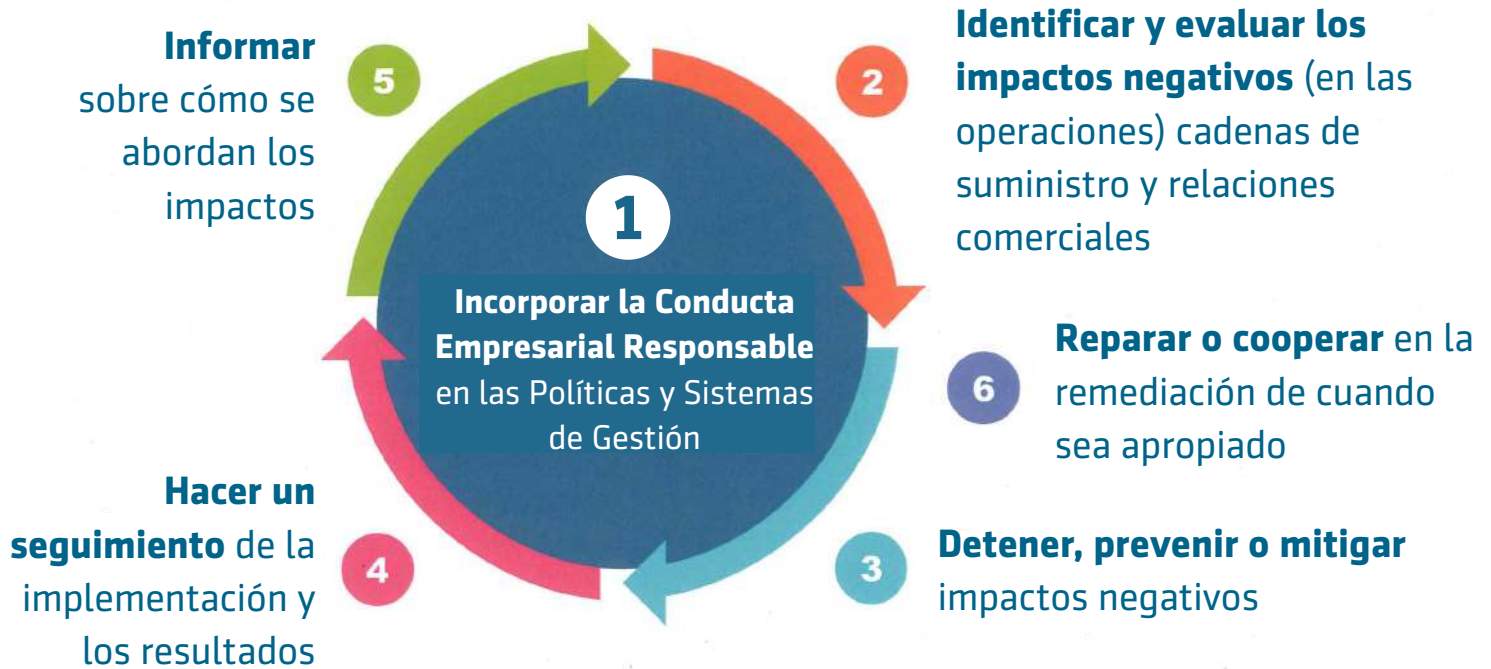 1
Incorporar la Conducta
Empresarial Responsable
en las Políticas y Sistemas
de Gestión
2
Identificar y evaluar los
impactos negativos (en las
operaciones) cadenas de
suministro y relaciones
comerciales
3
Detener, prevenir o mitigar
impactos negativos
4
Hacer un
seguimiento de la
implementación y
los resultados
5
Informar
sobre cómo se
abordan los
impactos
6
Reparar o cooperar en la
remediación de cuando
sea apropiado